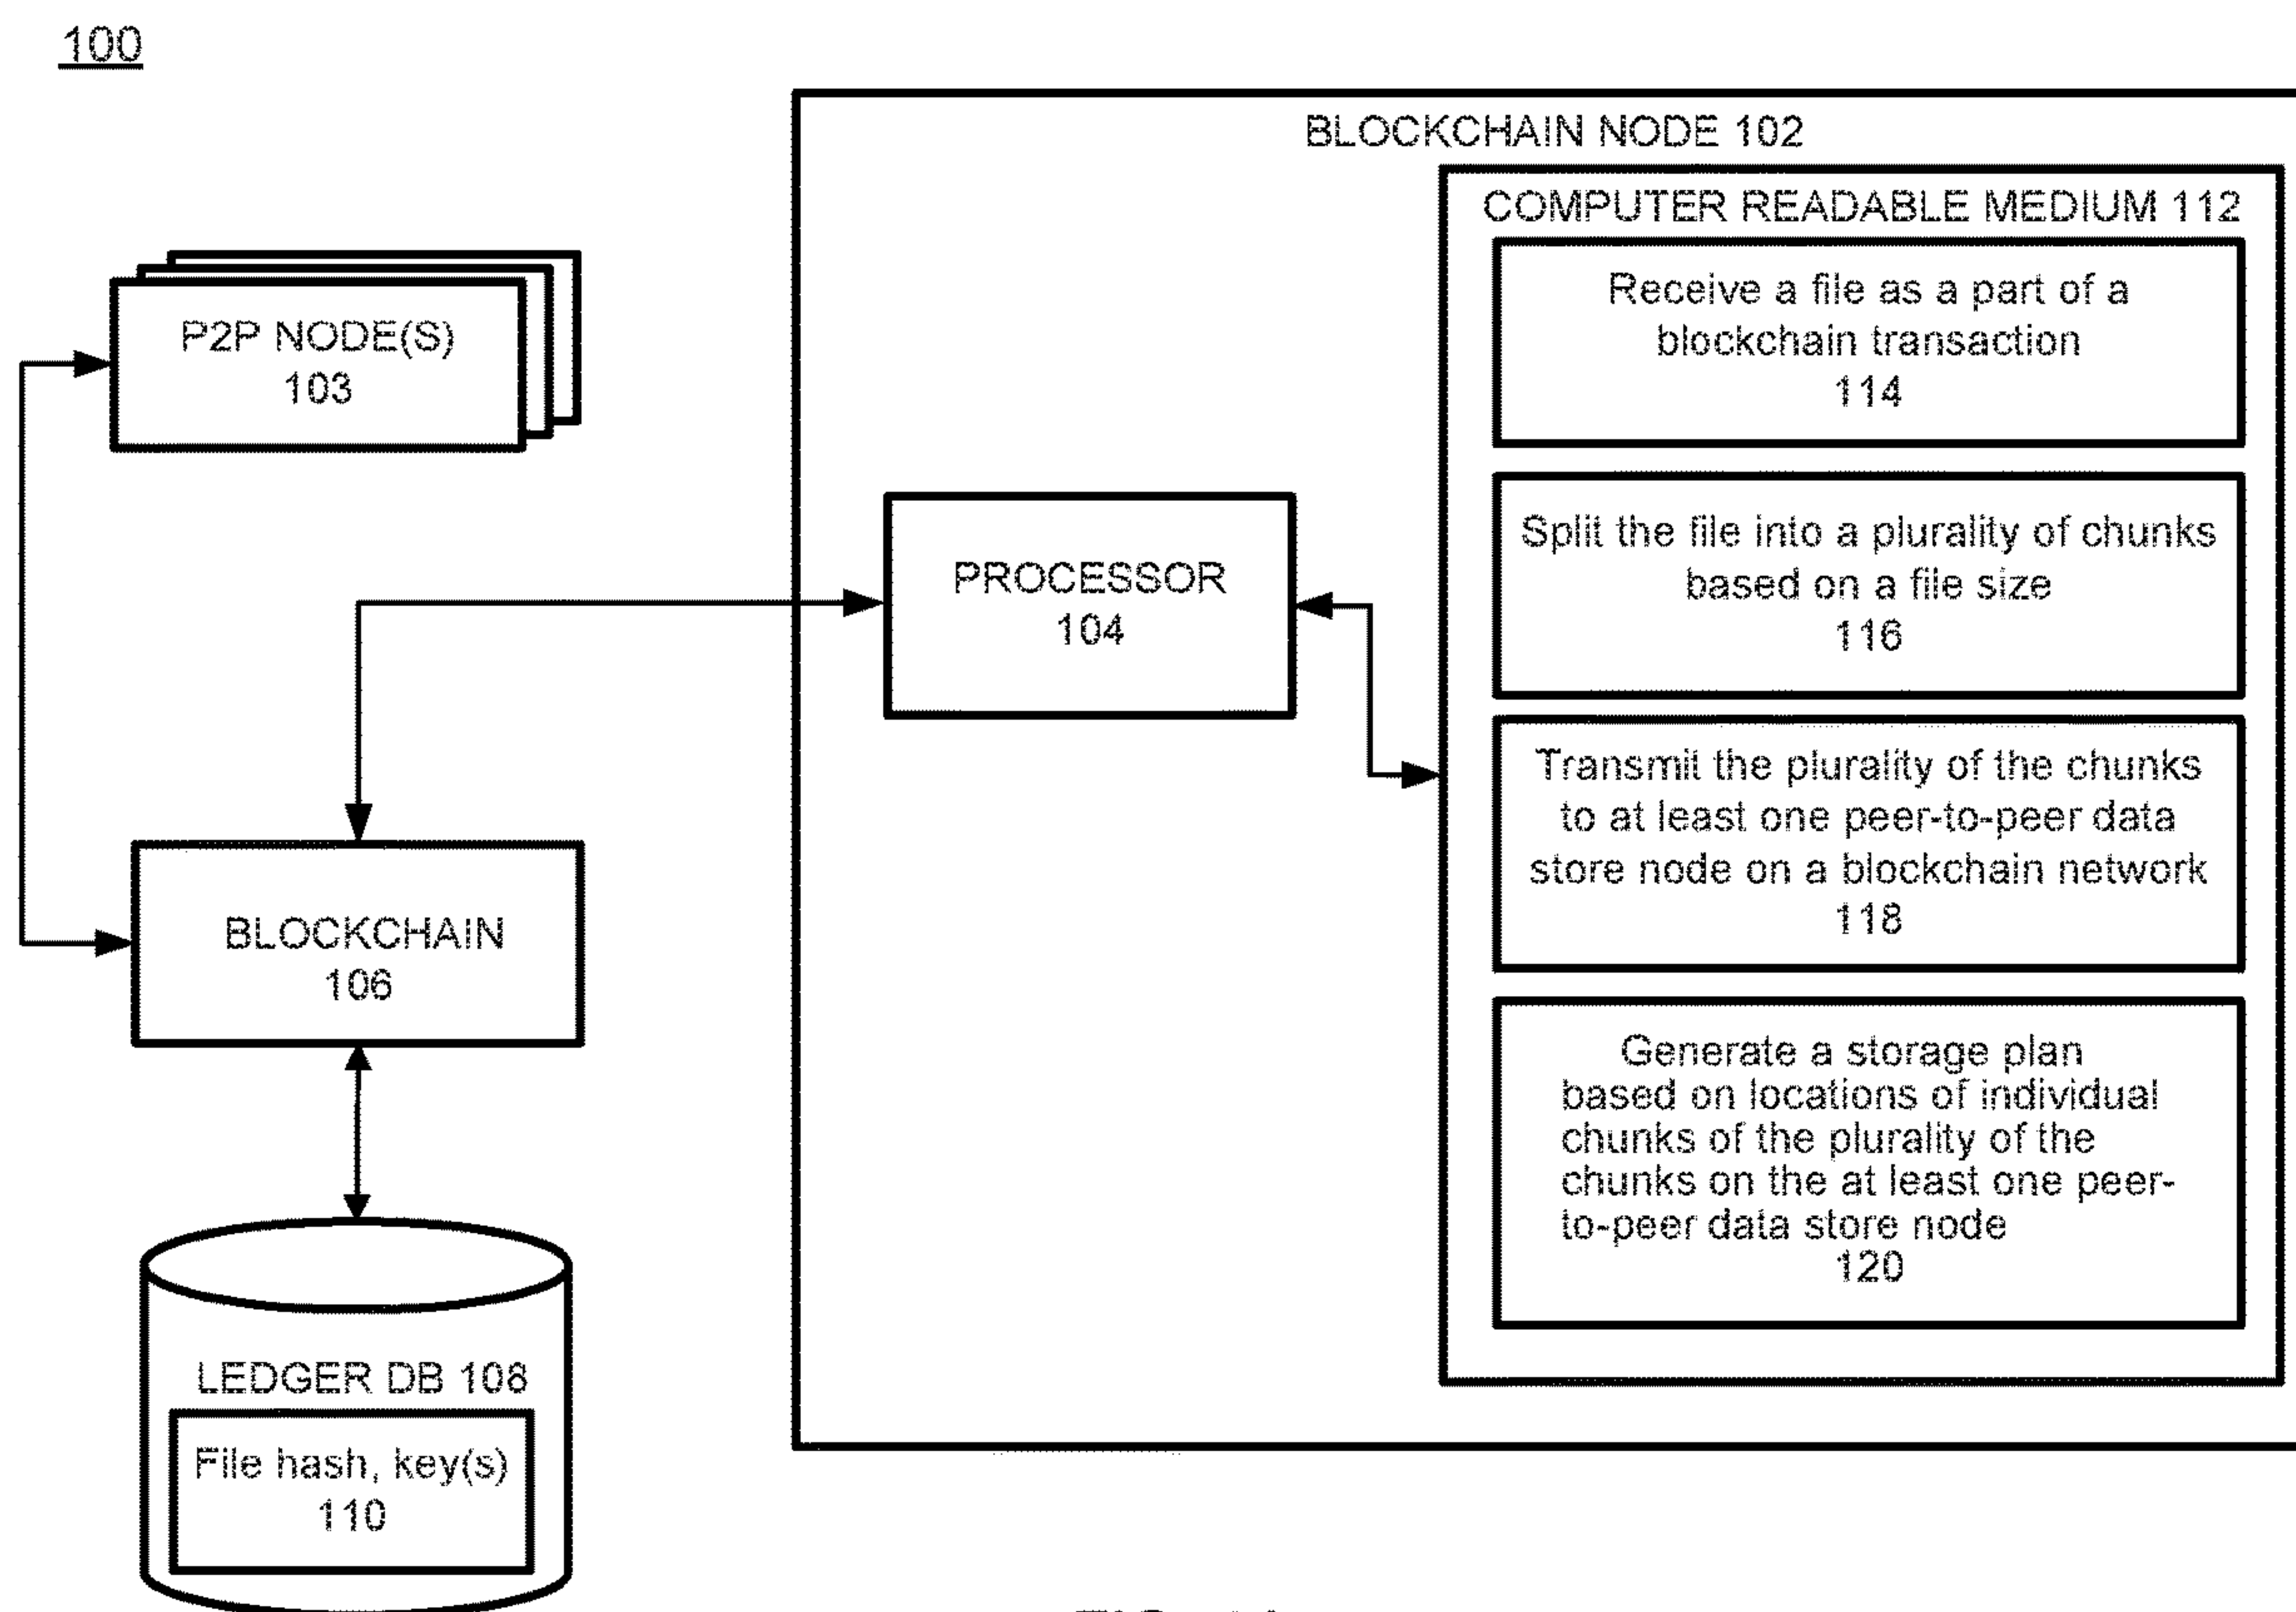 100
BLOCKCHAIN NODE 102
COMPUTER READABLE MEDIUM 112
Receive a file as a part of a
blockchain transaction
114
P2P NODE(S)
103
Split the file into a plurality of chunks
based on a file size
116
PROCESSOR
104
Transmit the plurality of the chunks
to at least one peer-to-peer data
store node on a blockchain network
118
BLOCKCHAIN
106
Generate a storage plan
based on locations of individual
chunks of the plurality of the
chunks on the at least one peer-
to-peer data store node
120
LEDGER DB 108
File hash, key(s)
110